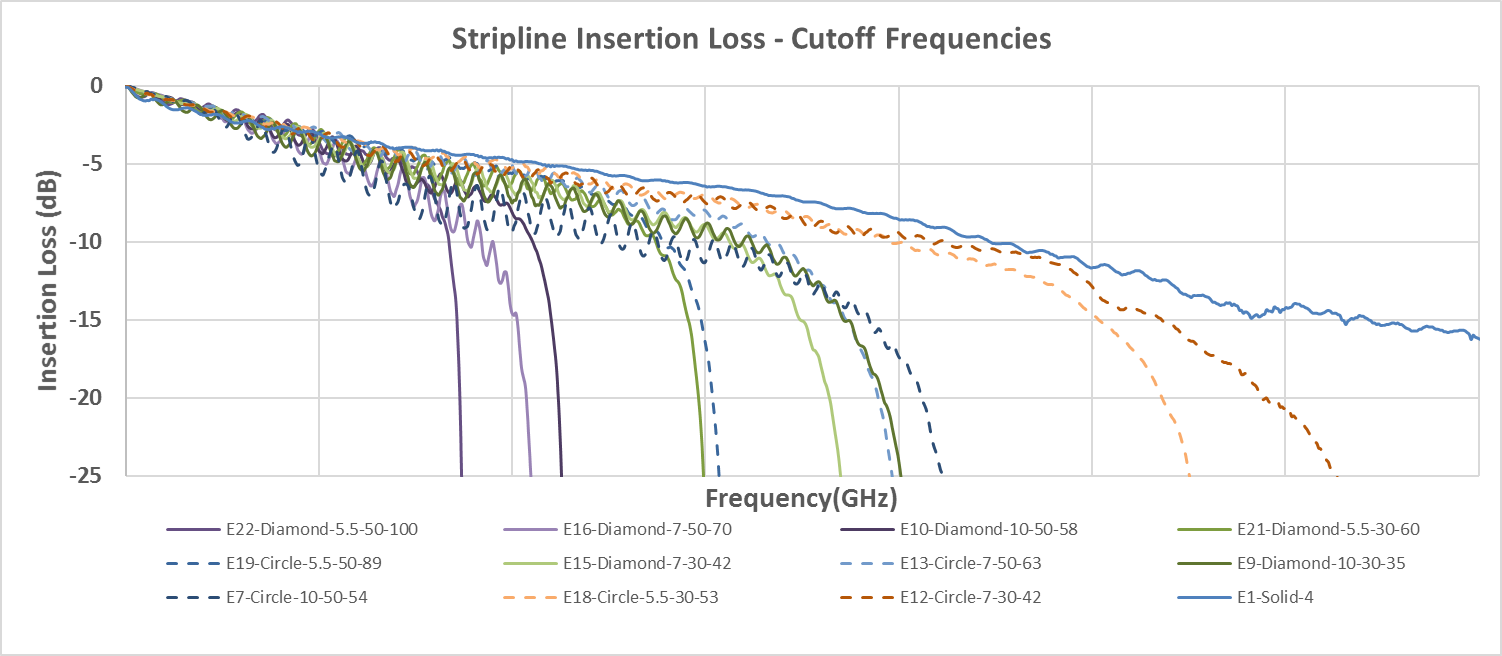 Stripline Insertion Loss - Cutoff Frequencies
Insertion Loss (dB)
0
-5
-10
-15
-20
-25
Frequency(GHz)
E22-Diamond-5.5-50-100
E16-Diamond-7-50-70
E10-Diamond-10-50-58
E21-Diamond-5.5-30-60
E19-Circle-5.5-50-89
E15-Diamond-7-30-42
E13-Circle-7-50-63
E9-Diamond-10-30-35
E7-Circle-10-50-54
E18-Circle-5.5-30-53
E12-Circle-7-30-42
E1-Solid-4